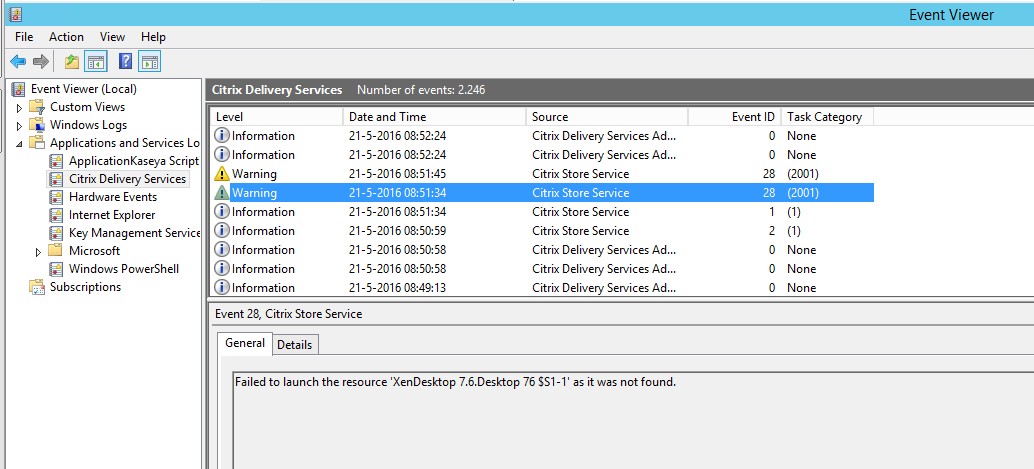 Event Viewer
File Action View Help
Event Viewer (Local)
Custom Views
Windows Logs
Applications and Services Lo
ApplicationKaseya Script
Citrix Delivery Services
Hardware Events
Internet Explorer
Key Management Service
Microsoft
Windows PowerShell
Subscriptions
Citrix Delivery Services Number of events: 2.246
Level Date and Time Source Event ID Task Category
Information 21-5-2016 08:52:24 Citrix Delivery Services Ad... 0 None
Information 21-5-2016 08:52:24 Citrix Delivery Services Ad... 0 None
Warning 21-5-2016 08:51:45 Citrix Store Service 28 (2001)
Warning 21-5-2016 08:51:34 Citrix Store Service 28 (2001)
Information 21-5-2016 08:51:34 Citrix Store Service 1 (1)
Information 21-5-2016 08:50:59 Citrix Store Service 2 (1)
Information 21-5-2016 08:50:58 Citrix Delivery Services Ad... 0 None
Information 21-5-2016 08:50:58 Citrix Delivery Services Ad... 0 None
Information 21-5-2016 08:49:13 Citrix Delivery Services Ad... 0 None
Event 28, Citrix Store Service
General Details
Failed to launch the resource 'XenDesktop 7.6.Desktop 76 $S1-1' as it was not found.